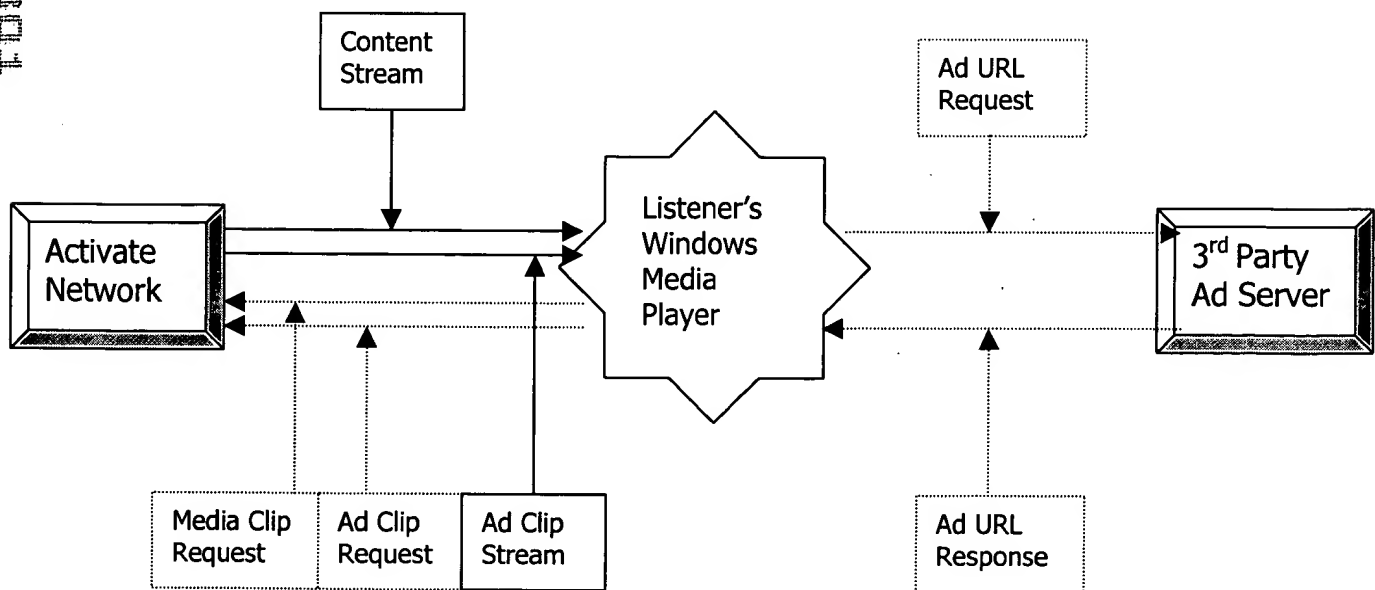 Content
Stream
Ad URL
Request
Activate
Network
Listener's
Windows
Media
Player
3rd Party
Ad Server
Media Clip
Request
Ad Clip
Request
Ad Clip
Stream
Ad URL
Response